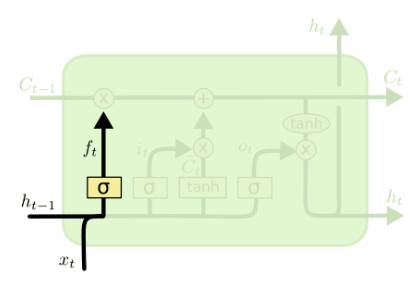 h_t
C_{t-1} × + C_t
tanh
f_t i_t C̃_t o_t × ×
σ σ tanh σ
h_{t-1} h_t
x_t